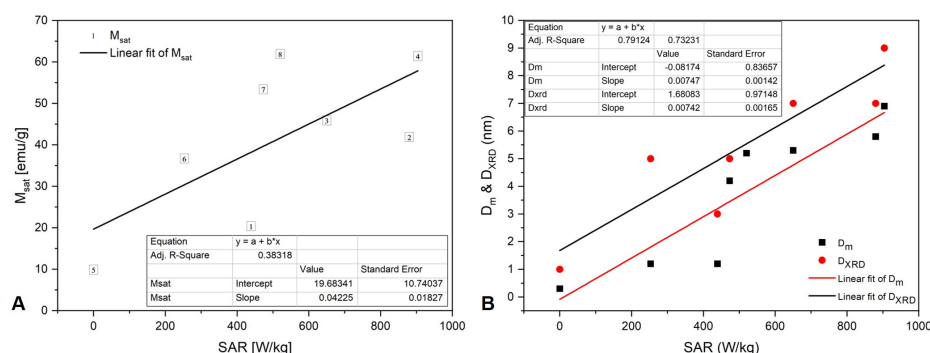 70
60
50
40
30
20
10
0
M_sat [emu/g]
1 M_sat
Linear fit of M_sat
8
4
7
3
2
6
1
5
Equation y = a + b*x
Adj. R-Square 0.38318
Value Standard Error
Msat Intercept 19.68341 10.74037
Msat Slope 0.04225 0.01827
A
0 200 400 600 800 1000
SAR [W/kg]
B
10
9
8
7
6
5
4
3
2
1
0
D_m & D_XRD (nm)
Equation y = a + b*x
Adj. R-Square 0.79124 0.73231
Value Standard Error
Dm Intercept -0.08174 0.83657
Dm Slope 0.00747 0.00142
Dxrd Intercept 1.68083 0.97148
Dxrd Slope 0.00742 0.00165
D_m
D_XRD
Linear fit of D_m
Linear fit of D_XRD
0 200 400 600 800 1000
SAR (W/kg)